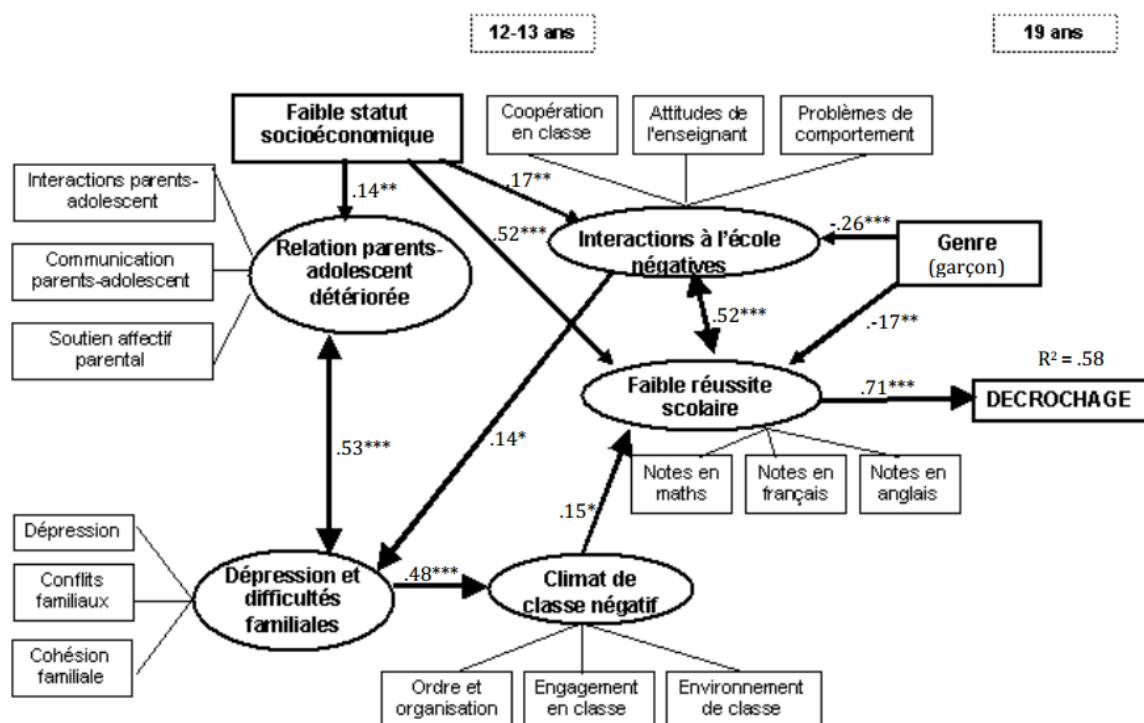 12-13 ans
19 ans
Faible statut
socioéconomique
Coopération
en classe
Attitudes de
l'enseignant
Problèmes de
comportement
Interactions parents-
adolescent
.14**
.17**
.52***
-.26***
Relation parents-
adolescent
détériorée
Interactions à l'école
négatives
Genre
(garçon)
Communication
parents-adolescent
Soutien affectif
parental
.52***
.-17**
R² = .58
Faible réussite
scolaire
.71***
DECROCHAGE
.53***
.14*
Notes en
maths
Notes en
français
Notes en
anglais
.15*
Dépression
Conflits
familiaux
Cohésion
familiale
Dépression et
difficultés
familiales
.48***
Climat de
classe négatif
Ordre et
organisation
Engagement
en classe
Environnement
de classe